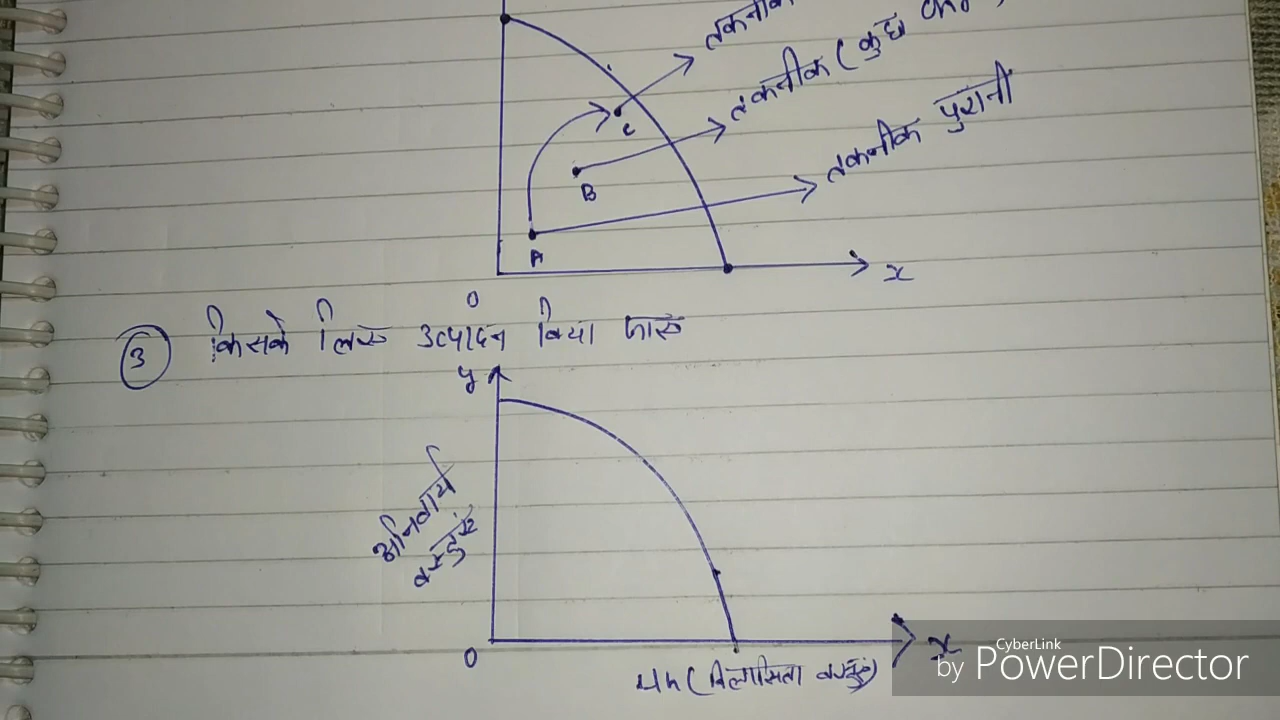 तकनीक
तकनीक (कुछ
तकनीक पुरानी
C
B
A
x
0
3 किसके लिए उत्पादन किया जाए
y
अनिवार्य
वस्तुएं
0
x
(विलासिता वस्तुएं)
CyberLink
by PowerDirector